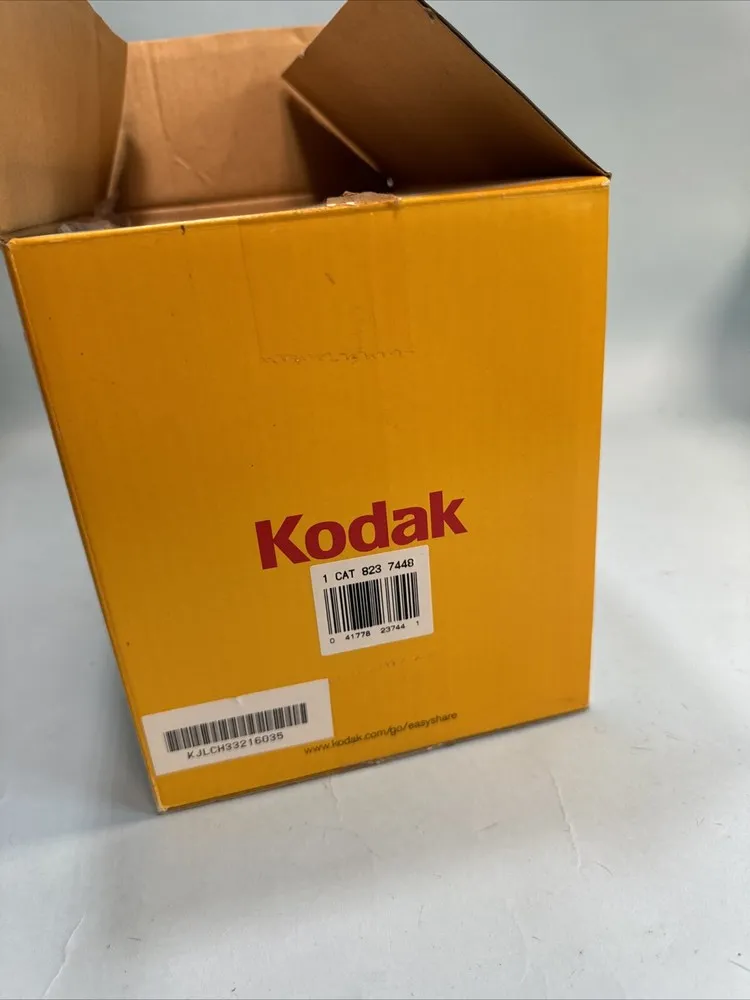 Kodak
1 CAT 823 7448
0 41778 23744 1
KJLCH33216035
www.kodak.com/go/easyshare